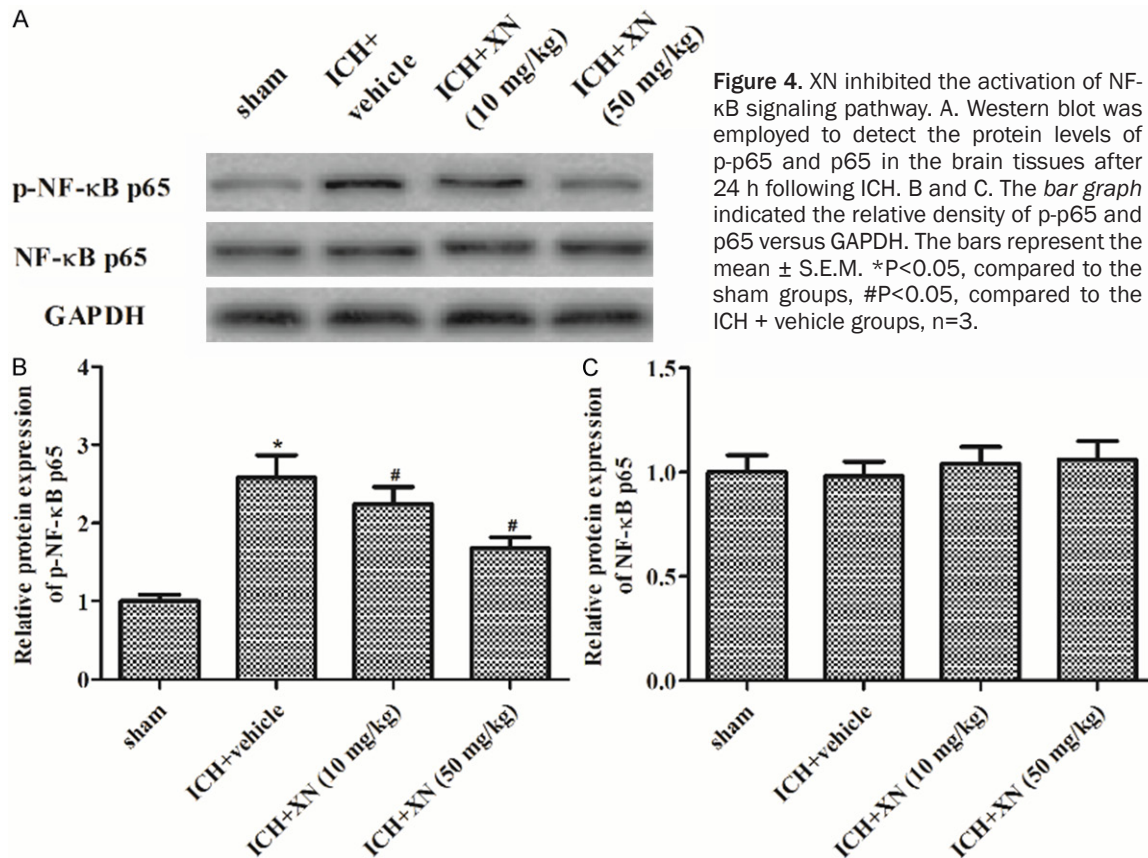 A
sham
ICH+
vehicle
ICH+XN
(10 mg/kg)
ICH+XN
(50 mg/kg)
p-NF-κB p65
NF-κB p65
GAPDH
Figure 4. XN inhibited the activation of NF-
κB signaling pathway. A. Western blot was
employed to detect the protein levels of
p-p65 and p65 in the brain tissues after
24 h following ICH. B and C. The bar graph
indicated the relative density of p-p65 and
p65 versus GAPDH. The bars represent the
mean ± S.E.M. *P<0.05, compared to the
sham groups, #P<0.05, compared to the
ICH + vehicle groups, n=3.
B
Relative protein expression
of p-NF-κB p65
4
3
2
1
0
*
#
#
sham
ICH+vehicle
ICH+XN (10 mg/kg)
ICH+XN (50 mg/kg)
C
Relative protein expression
of NF-κB p65
1.5
1.0
0.5
0.0
sham
ICH+vehicle
ICH+XN (10 mg/kg)
ICH+XN (50 mg/kg)